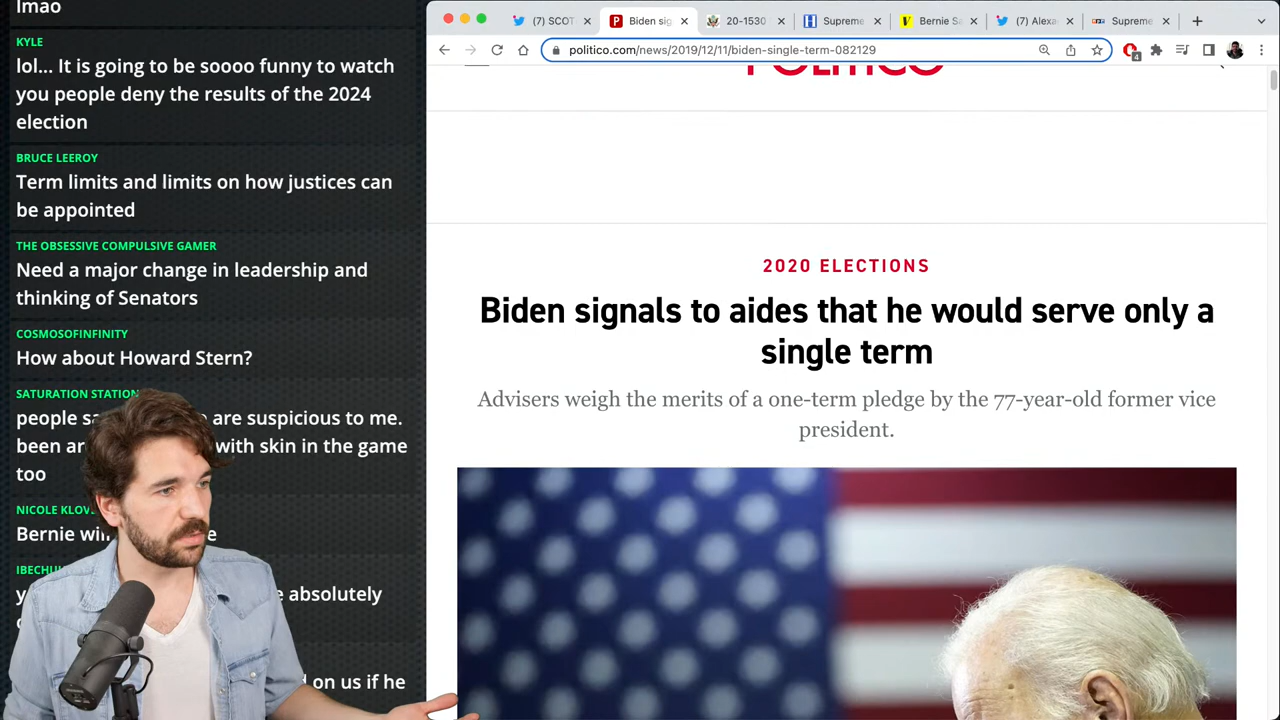 lmao
KYLE
lol... It is going to be soooo funny to watch
you people deny the results of the 2024
election
BRUCE LEEROY
Term limits and limits on how justices can
be appointed
THE OBSESSIVE COMPULSIVE GAMER
Need a major change in leadership and
thinking of Senators
COSMOSOFINFINITY
How about Howard Stern?
SATURATION STATION
people are suspicious to me.
been with skin in the game
too
NICOLE
Bernie
absolutely
on us if he
(7) SCOT
Biden sig
20-1530
Supreme
Bernie Sa
(7) Alexa
Supreme
politico.com/news/2019/12/11/biden-single-term-082129
4
POLITICO
2020 ELECTIONS
Biden signals to aides that he would serve only a
single term
Advisers weigh the merits of a one-term pledge by the 77-year-old former vice
president.